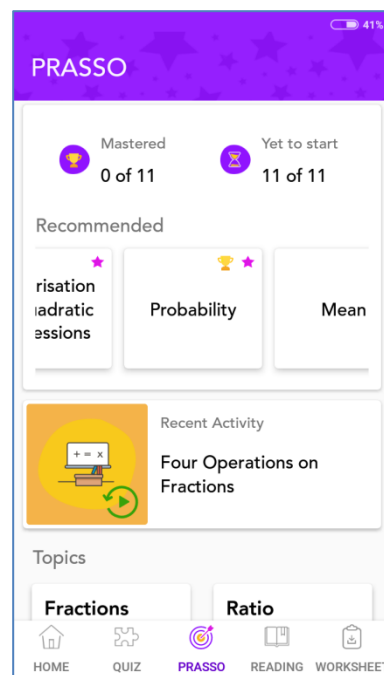 41%
PRASSO
Mastered
0 of 11
Yet to start
11 of 11
Recommended
risation
adratic
essions
Probability
Mean
+ = x
Recent Activity
Four Operations on
Fractions
Topics
Fractions
Ratio
HOME
QUIZ
PRASSO
READING
WORKSHEET